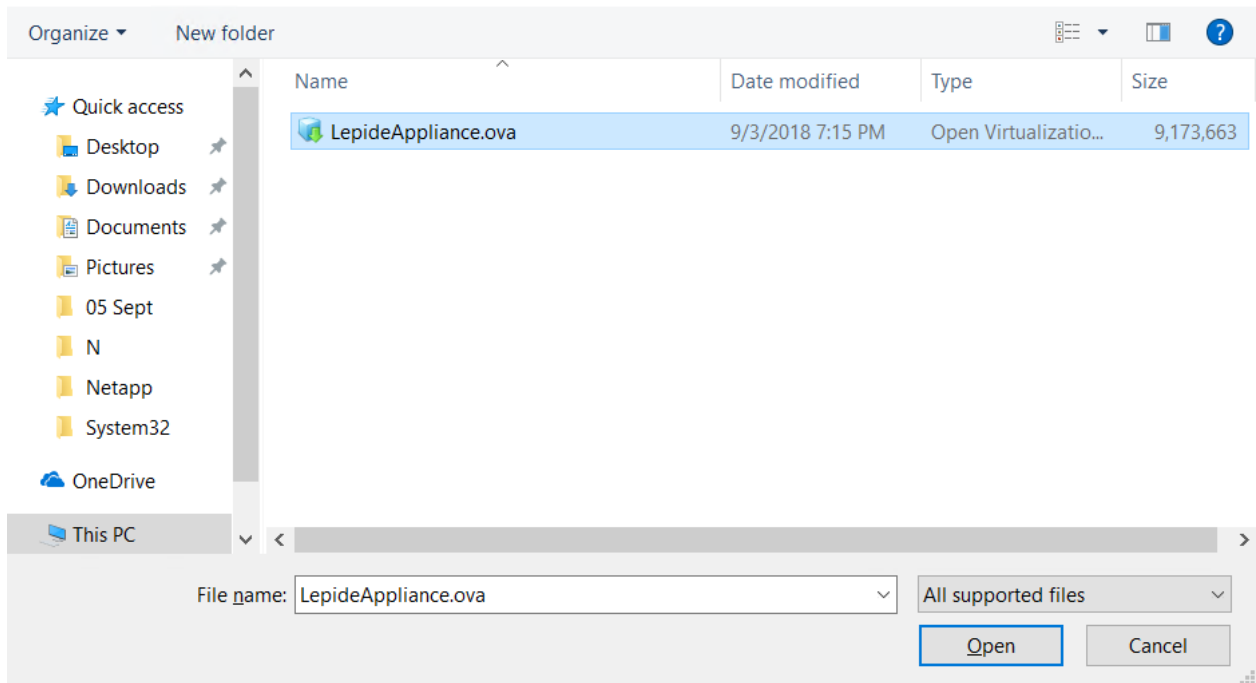 Organize New folder ?
Name Date modified Type Size
Quick access
LepideAppliance.ova 9/3/2018 7:15 PM Open Virtualizatio... 9,173,663
Desktop
Downloads
Documents
Pictures
05 Sept
N
Netapp
System32
OneDrive
This PC
File name: LepideAppliance.ova All supported files
Open Cancel